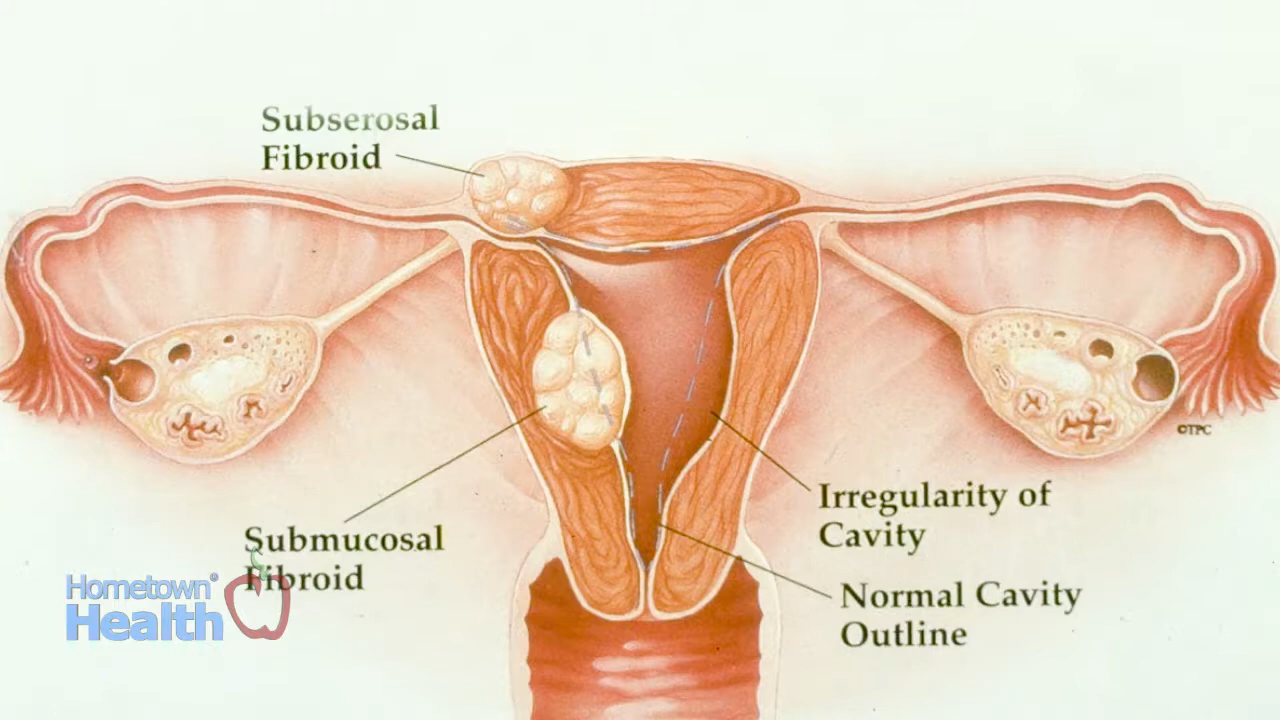 Subserosal
Fibroid
©TPC
Irregularity of
Cavity
Submucosal
Fibroid
Hometown®
Health
Normal Cavity
Outline